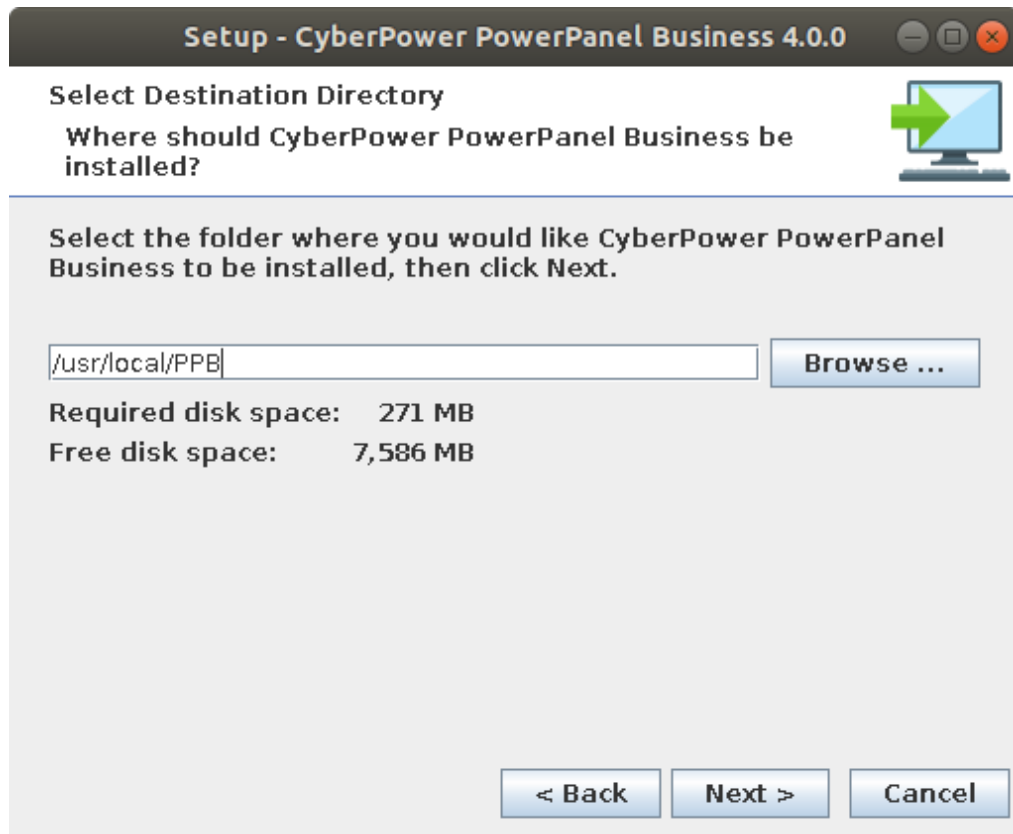 Setup - CyberPower PowerPanel Business 4.0.0
Select Destination Directory
Where should CyberPower PowerPanel Business be
installed?
Select the folder where you would like CyberPower PowerPanel
Business to be installed, then click Next.
/usr/local/PPB Browse ...
Required disk space: 271 MB
Free disk space: 7,586 MB
< Back Next > Cancel